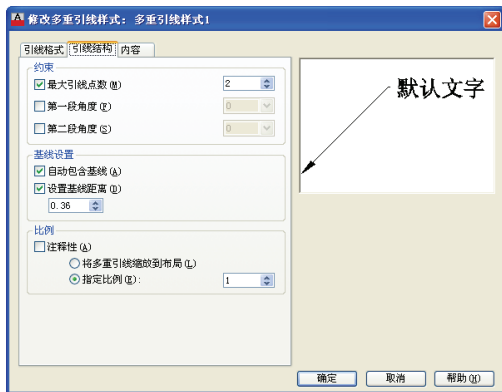 修改多重引线样式: 多重引线样式1
引线格式 引线结构 内容
约束
最大引线点数(M) 2
第一段角度(F) 0
第二段角度(S) 0
基线设置
自动包含基线(A)
设置基线距离(D)
0.36
比例
注释性(A)
将多重引线缩放到布局(L)
指定比例(E): 1
默认文字
确定 取消 帮助(H)